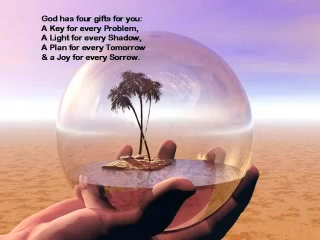 God has four gifts for you:
A Key for every Problem,
A Light for every Shadow,
A Plan for every Tomorrow
& a Joy for every Sorrow.